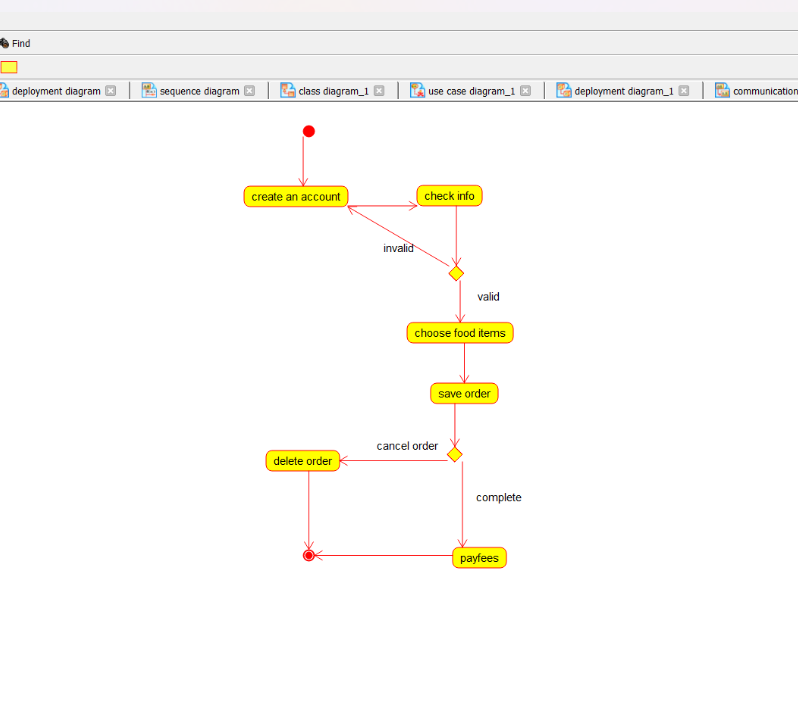 Find
deployment diagram
sequence diagram
class diagram_1
use case diagram_1
deployment diagram_1
communication
create an account
check info
invalid
valid
choose food items
save order
cancel order
delete order
complete
payfees